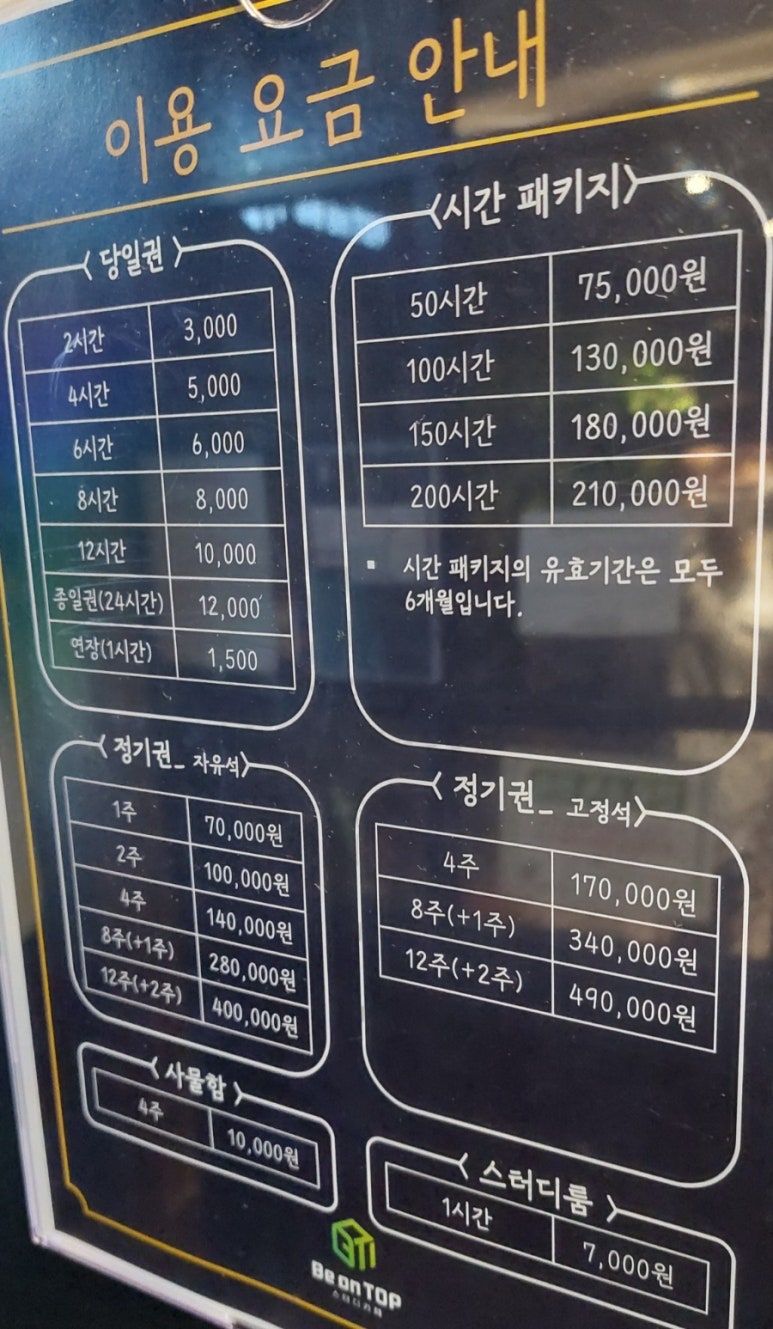 이용 요금 안내
〈당일권〉
2시간 3,000
4시간 5,000
6시간 6,000
8시간 8,000
12시간 10,000
종일권(24시간) 12,000
연장(1시간) 1,500
〈시간 패키지〉
50시간 75,000원
100시간 130,000원
150시간 180,000원
200시간 210,000원
▪ 시간 패키지의 유효기간은 모두
6개월입니다.
〈정기권_ 자유석〉
1주 70,000원
2주 100,000원
4주 140,000원
8주(+1주) 280,000원
12주(+2주) 400,000원
〈정기권_ 고정석〉
4주 170,000원
8주(+1주) 340,000원
12주(+2주) 490,000원
〈사물함〉
4주 10,000원
〈스터디룸〉
1시간 7,000원
Be on TOP
스터디카페